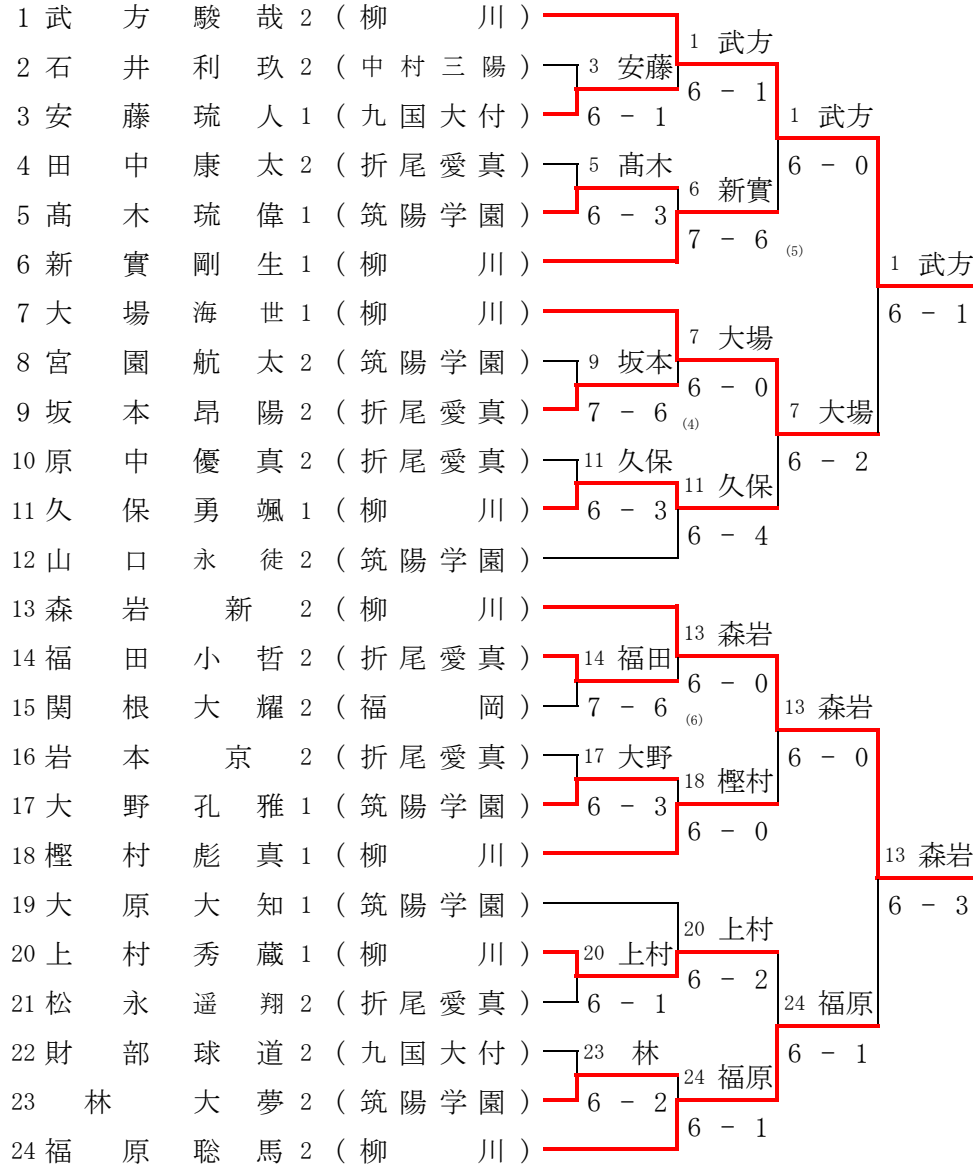 1 武方駿哉 2 (柳川)
1 武方
2 石井利玖 2 (中村三陽)
3 安藤
6 - 1
3 安藤琉人 1 (九国大付)
6 - 1
1 武方
4 田中康太 2 (折尾愛真)
5 髙木
6 - 0
5 髙木琉偉 1 (筑陽学園)
6 - 3
6 新實
7 - 6 (5)
6 新實剛生 1 (柳川)
1 武方
6 - 1
7 大場海世 1 (柳川)
7 大場
8 宮園航太 2 (筑陽学園)
9 坂本
6 - 0
9 坂本昂陽 2 (折尾愛真)
7 - 6 (4)
7 大場
10 原中優真 2 (折尾愛真)
11 久保
6 - 2
11 久保勇颯 1 (柳川)
6 - 3
11 久保
6 - 4
12 山口永徒 2 (筑陽学園)
13 森岩新 2 (柳川)
13 森岩
14 福田小哲 2 (折尾愛真)
14 福田
6 - 0
15 関根大耀 2 (福岡)
7 - 6 (6)
13 森岩
16 岩本京 2 (折尾愛真)
17 大野
6 - 0
17 大野孔雅 1 (筑陽学園)
6 - 3
18 樫村
6 - 0
18 樫村彪真 1 (柳川)
13 森岩
6 - 3
19 大原大知 1 (筑陽学園)
20 上村
20 上村秀蔵 1 (柳川)
20 上村
6 - 2
21 松永遥翔 2 (折尾愛真)
6 - 1
24 福原
22 財部球道 2 (九国大付)
23 林
6 - 1
23 林大夢 2 (筑陽学園)
6 - 2
24 福原
6 - 1
24 福原聡馬 2 (柳川)